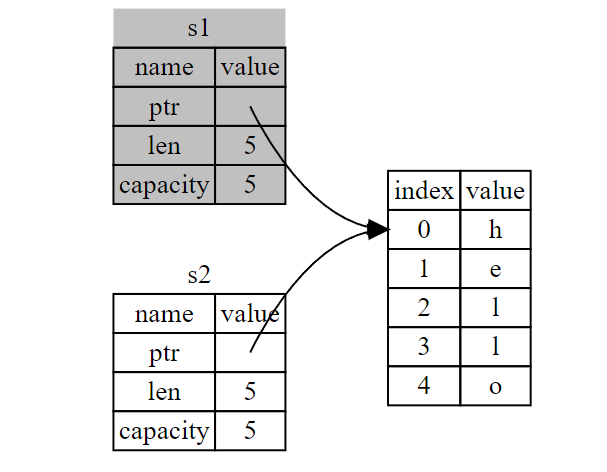 s1
name value
ptr
len 5
capacity 5
s2
name value
ptr
len 5
capacity 5
index value
0 h
1 e
2 l
3 l
4 o